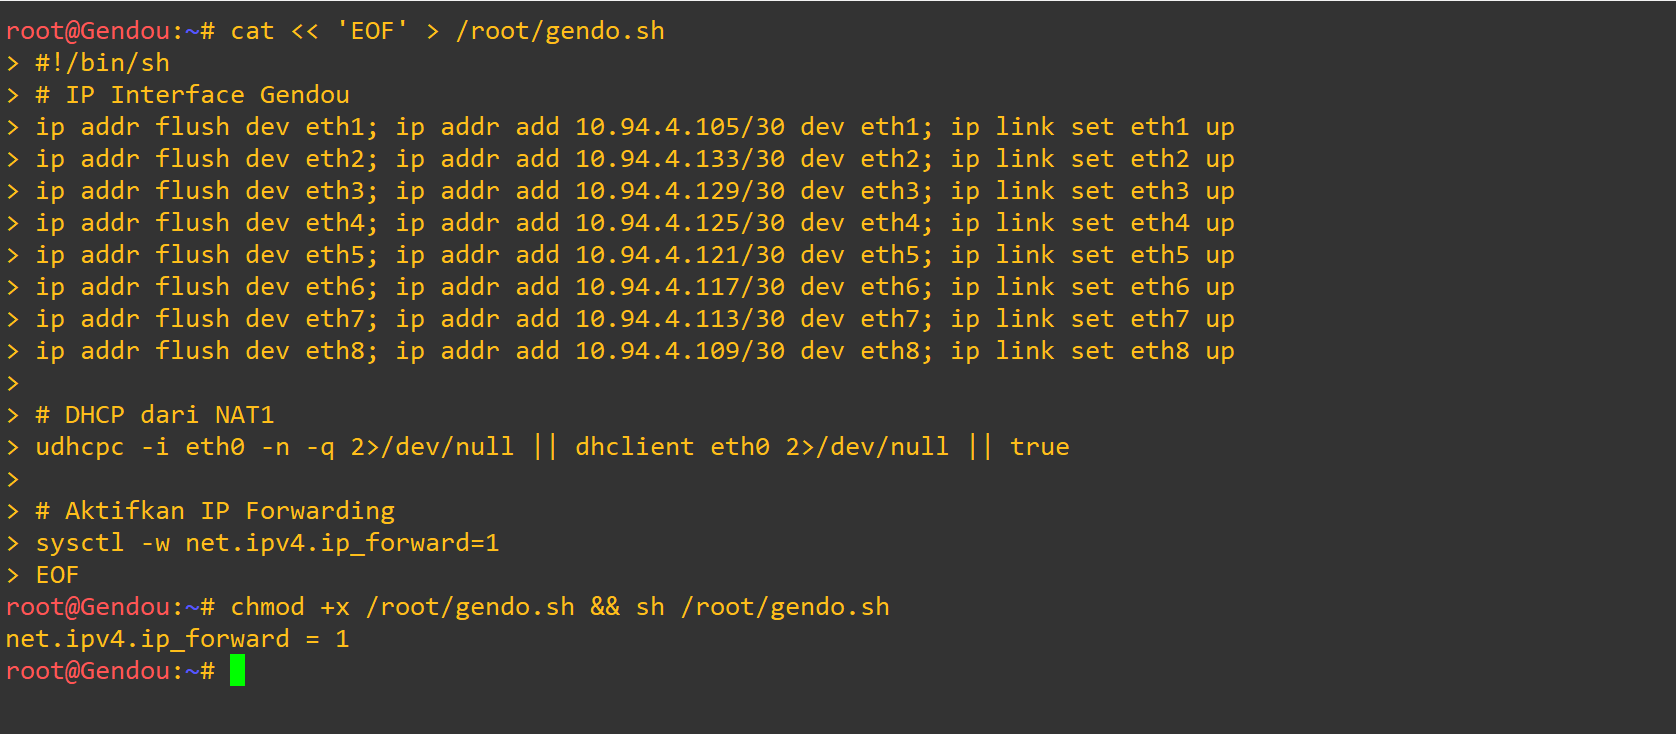 root@Gendou:~# cat << 'EOF' > /root/gendo.sh
> #!/bin/sh
> # IP Interface Gendou
> ip addr flush dev eth1; ip addr add 10.94.4.105/30 dev eth1; ip link set eth1 up
> ip addr flush dev eth2; ip addr add 10.94.4.133/30 dev eth2; ip link set eth2 up
> ip addr flush dev eth3; ip addr add 10.94.4.129/30 dev eth3; ip link set eth3 up
> ip addr flush dev eth4; ip addr add 10.94.4.125/30 dev eth4; ip link set eth4 up
> ip addr flush dev eth5; ip addr add 10.94.4.121/30 dev eth5; ip link set eth5 up
> ip addr flush dev eth6; ip addr add 10.94.4.117/30 dev eth6; ip link set eth6 up
> ip addr flush dev eth7; ip addr add 10.94.4.113/30 dev eth7; ip link set eth7 up
> ip addr flush dev eth8; ip addr add 10.94.4.109/30 dev eth8; ip link set eth8 up
>
> # DHCP dari NAT1
> udhcpc -i eth0 -n -q 2>/dev/null || dhclient eth0 2>/dev/null || true
>
> # Aktifkan IP Forwarding
> sysctl -w net.ipv4.ip_forward=1
> EOF
root@Gendou:~# chmod +x /root/gendo.sh && sh /root/gendo.sh
net.ipv4.ip_forward = 1
root@Gendou:~#